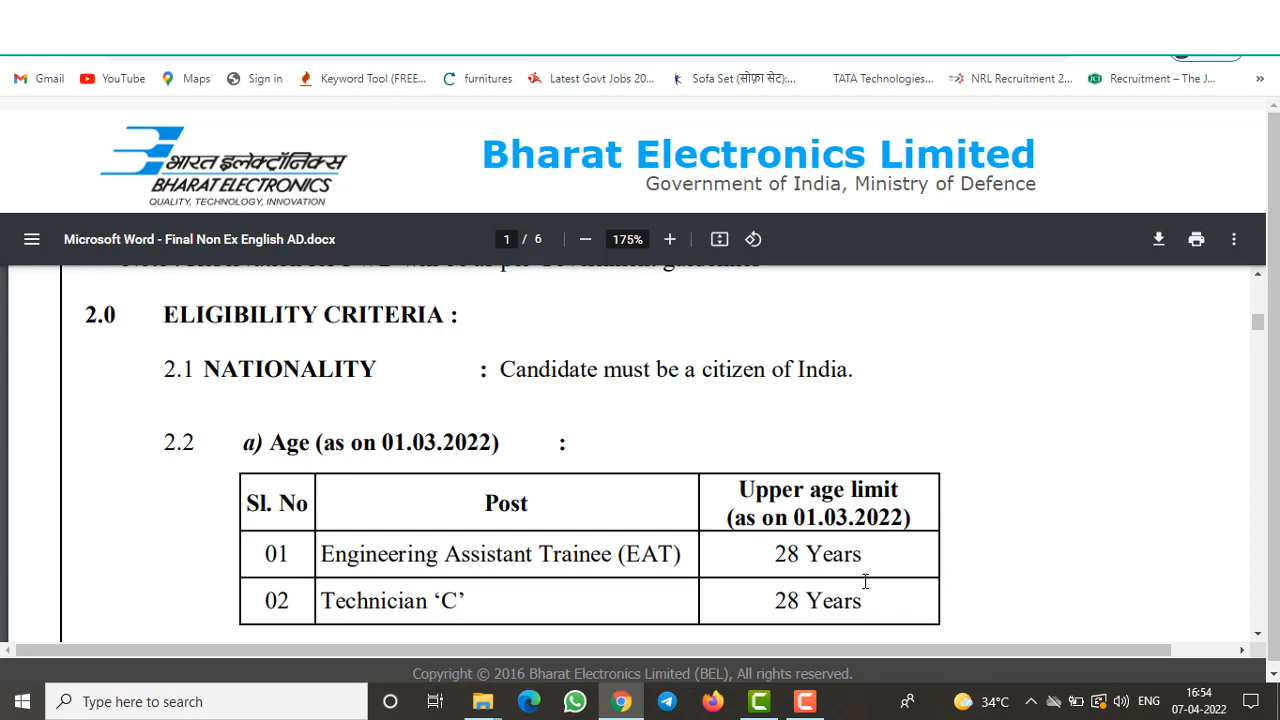 Gmail YouTube Maps Sign in Keyword Tool (FREE... furnitures Latest Govt Jobs 20... Sofa Set (सोफ़ा सेट):... TATA Technologies... NRL Recruitment 2... Recruitment – The J... »
भारत इलेक्ट्रॉनिक्स
BHARAT ELECTRONICS
QUALITY, TECHNOLOGY, INNOVATION
Bharat Electronics Limited
Government of India, Ministry of Defence
Microsoft Word - Final Non Ex English AD.docx 1 / 6 — 175% +
2.0 ELIGIBILITY CRITERIA :
2.1 NATIONALITY : Candidate must be a citizen of India.
2.2 a) Age (as on 01.03.2022) :
Sl. No Post Upper age limit
(as on 01.03.2022)
01 Engineering Assistant Trainee (EAT) 28 Years
02 Technician ‘C’ 28 Years
Copyright © 2016 Bharat Electronics Limited (BEL), All rights reserved.
Type here to search 34°C ENG 16:54
07-04-2022